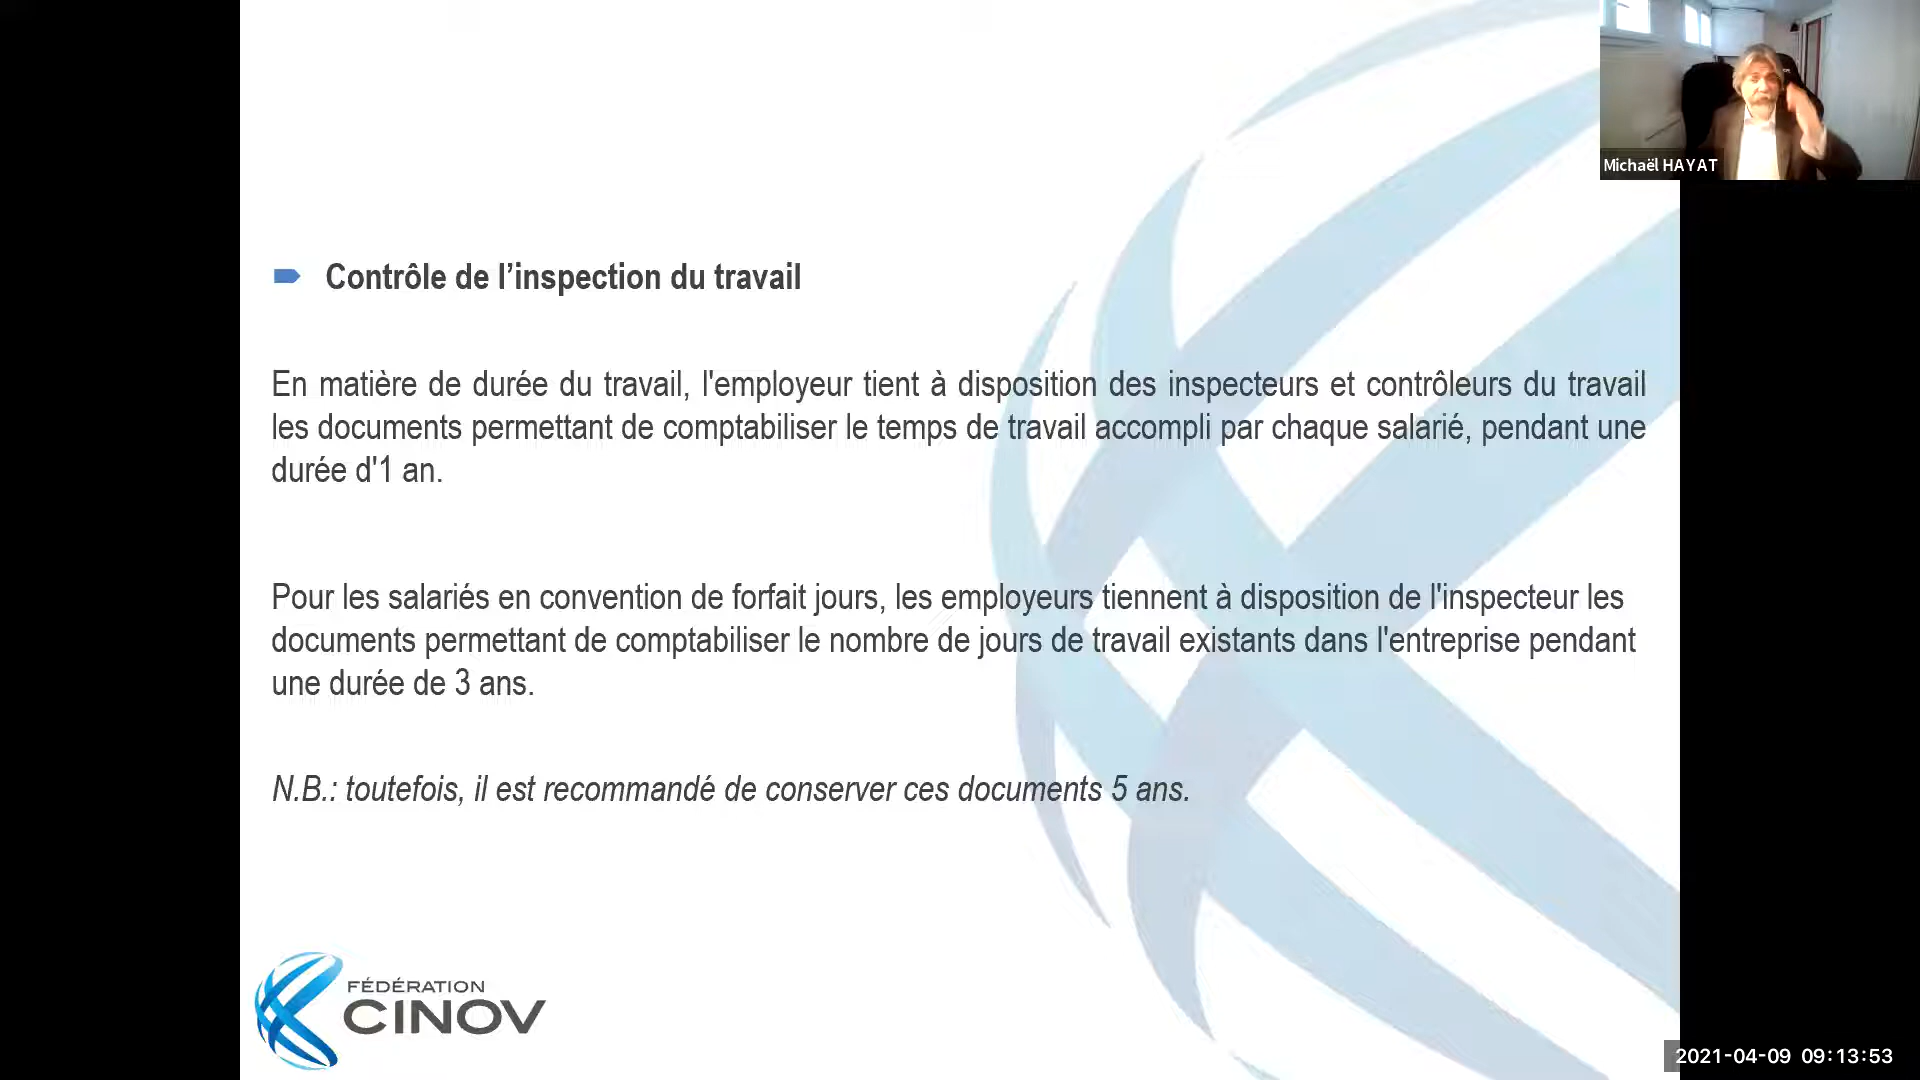 Michaël HAYAT
Contrôle de l’inspection du travail
En matière de durée du travail, l'employeur tient à disposition des inspecteurs et contrôleurs du travail
les documents permettant de comptabiliser le temps de travail accompli par chaque salarié, pendant une
durée d'1 an.
Pour les salariés en convention de forfait jours, les employeurs tiennent à disposition de l'inspecteur les
documents permettant de comptabiliser le nombre de jours de travail existants dans l'entreprise pendant
une durée de 3 ans.
N.B.: toutefois, il est recommandé de conserver ces documents 5 ans.
FÉDÉRATION
CINOV
2021-04-09 09:13:53